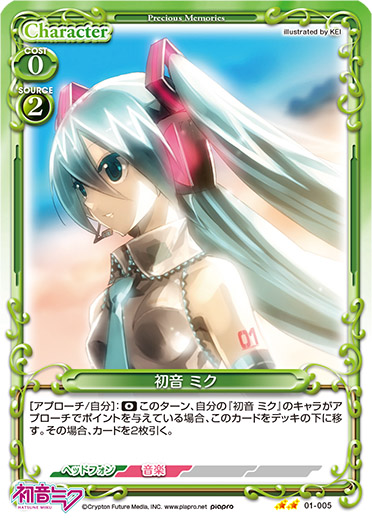 Precious Memories
Character
illustrated by KEI
COST
0
SOURCE
2
01
初音 ミク
[アプローチ/自分]:0このターン、自分の『初音 ミク』のキャラがア
プローチでポイントを与えている場合、このカードをデッキの下に移
す。その場合、カードを2枚引く。
ヘッドフォン 音楽
初音ミク
HATSUNE MIKU
©Crypton Future Media, INC. www.piapro.net piapro
01-005